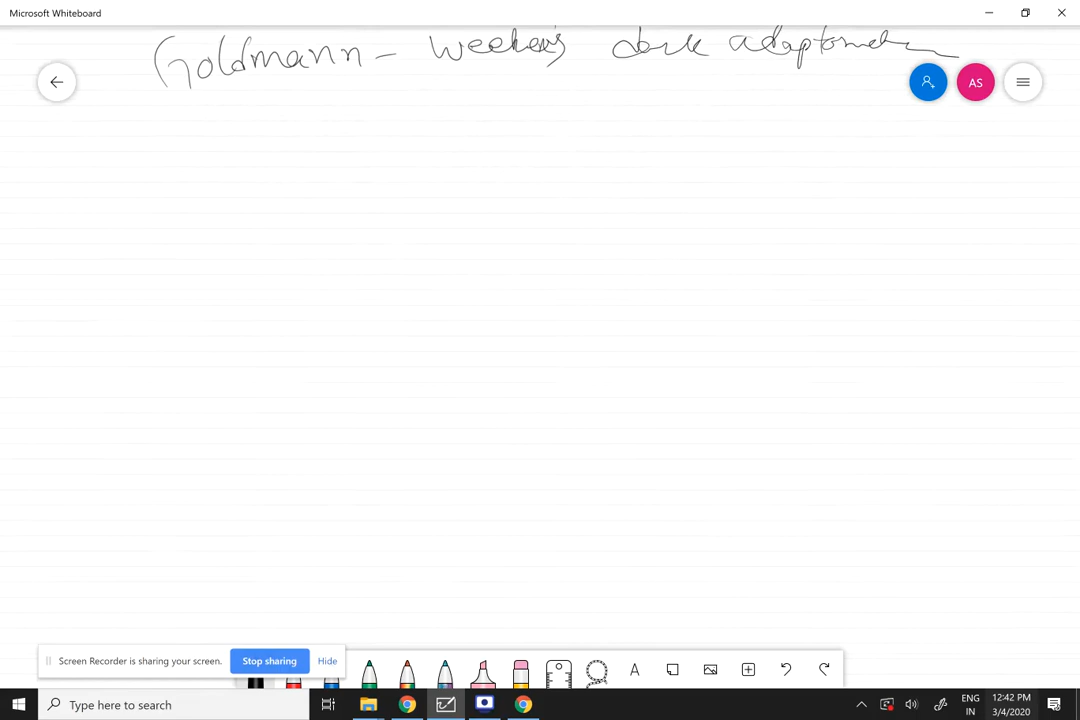 Microsoft Whiteboard
Goldmann - Weekers dark adaptometer
AS
Screen Recorder is sharing your screen. Stop sharing Hide
A
Type here to search
ENG 12:42 PM
IN 3/4/2020